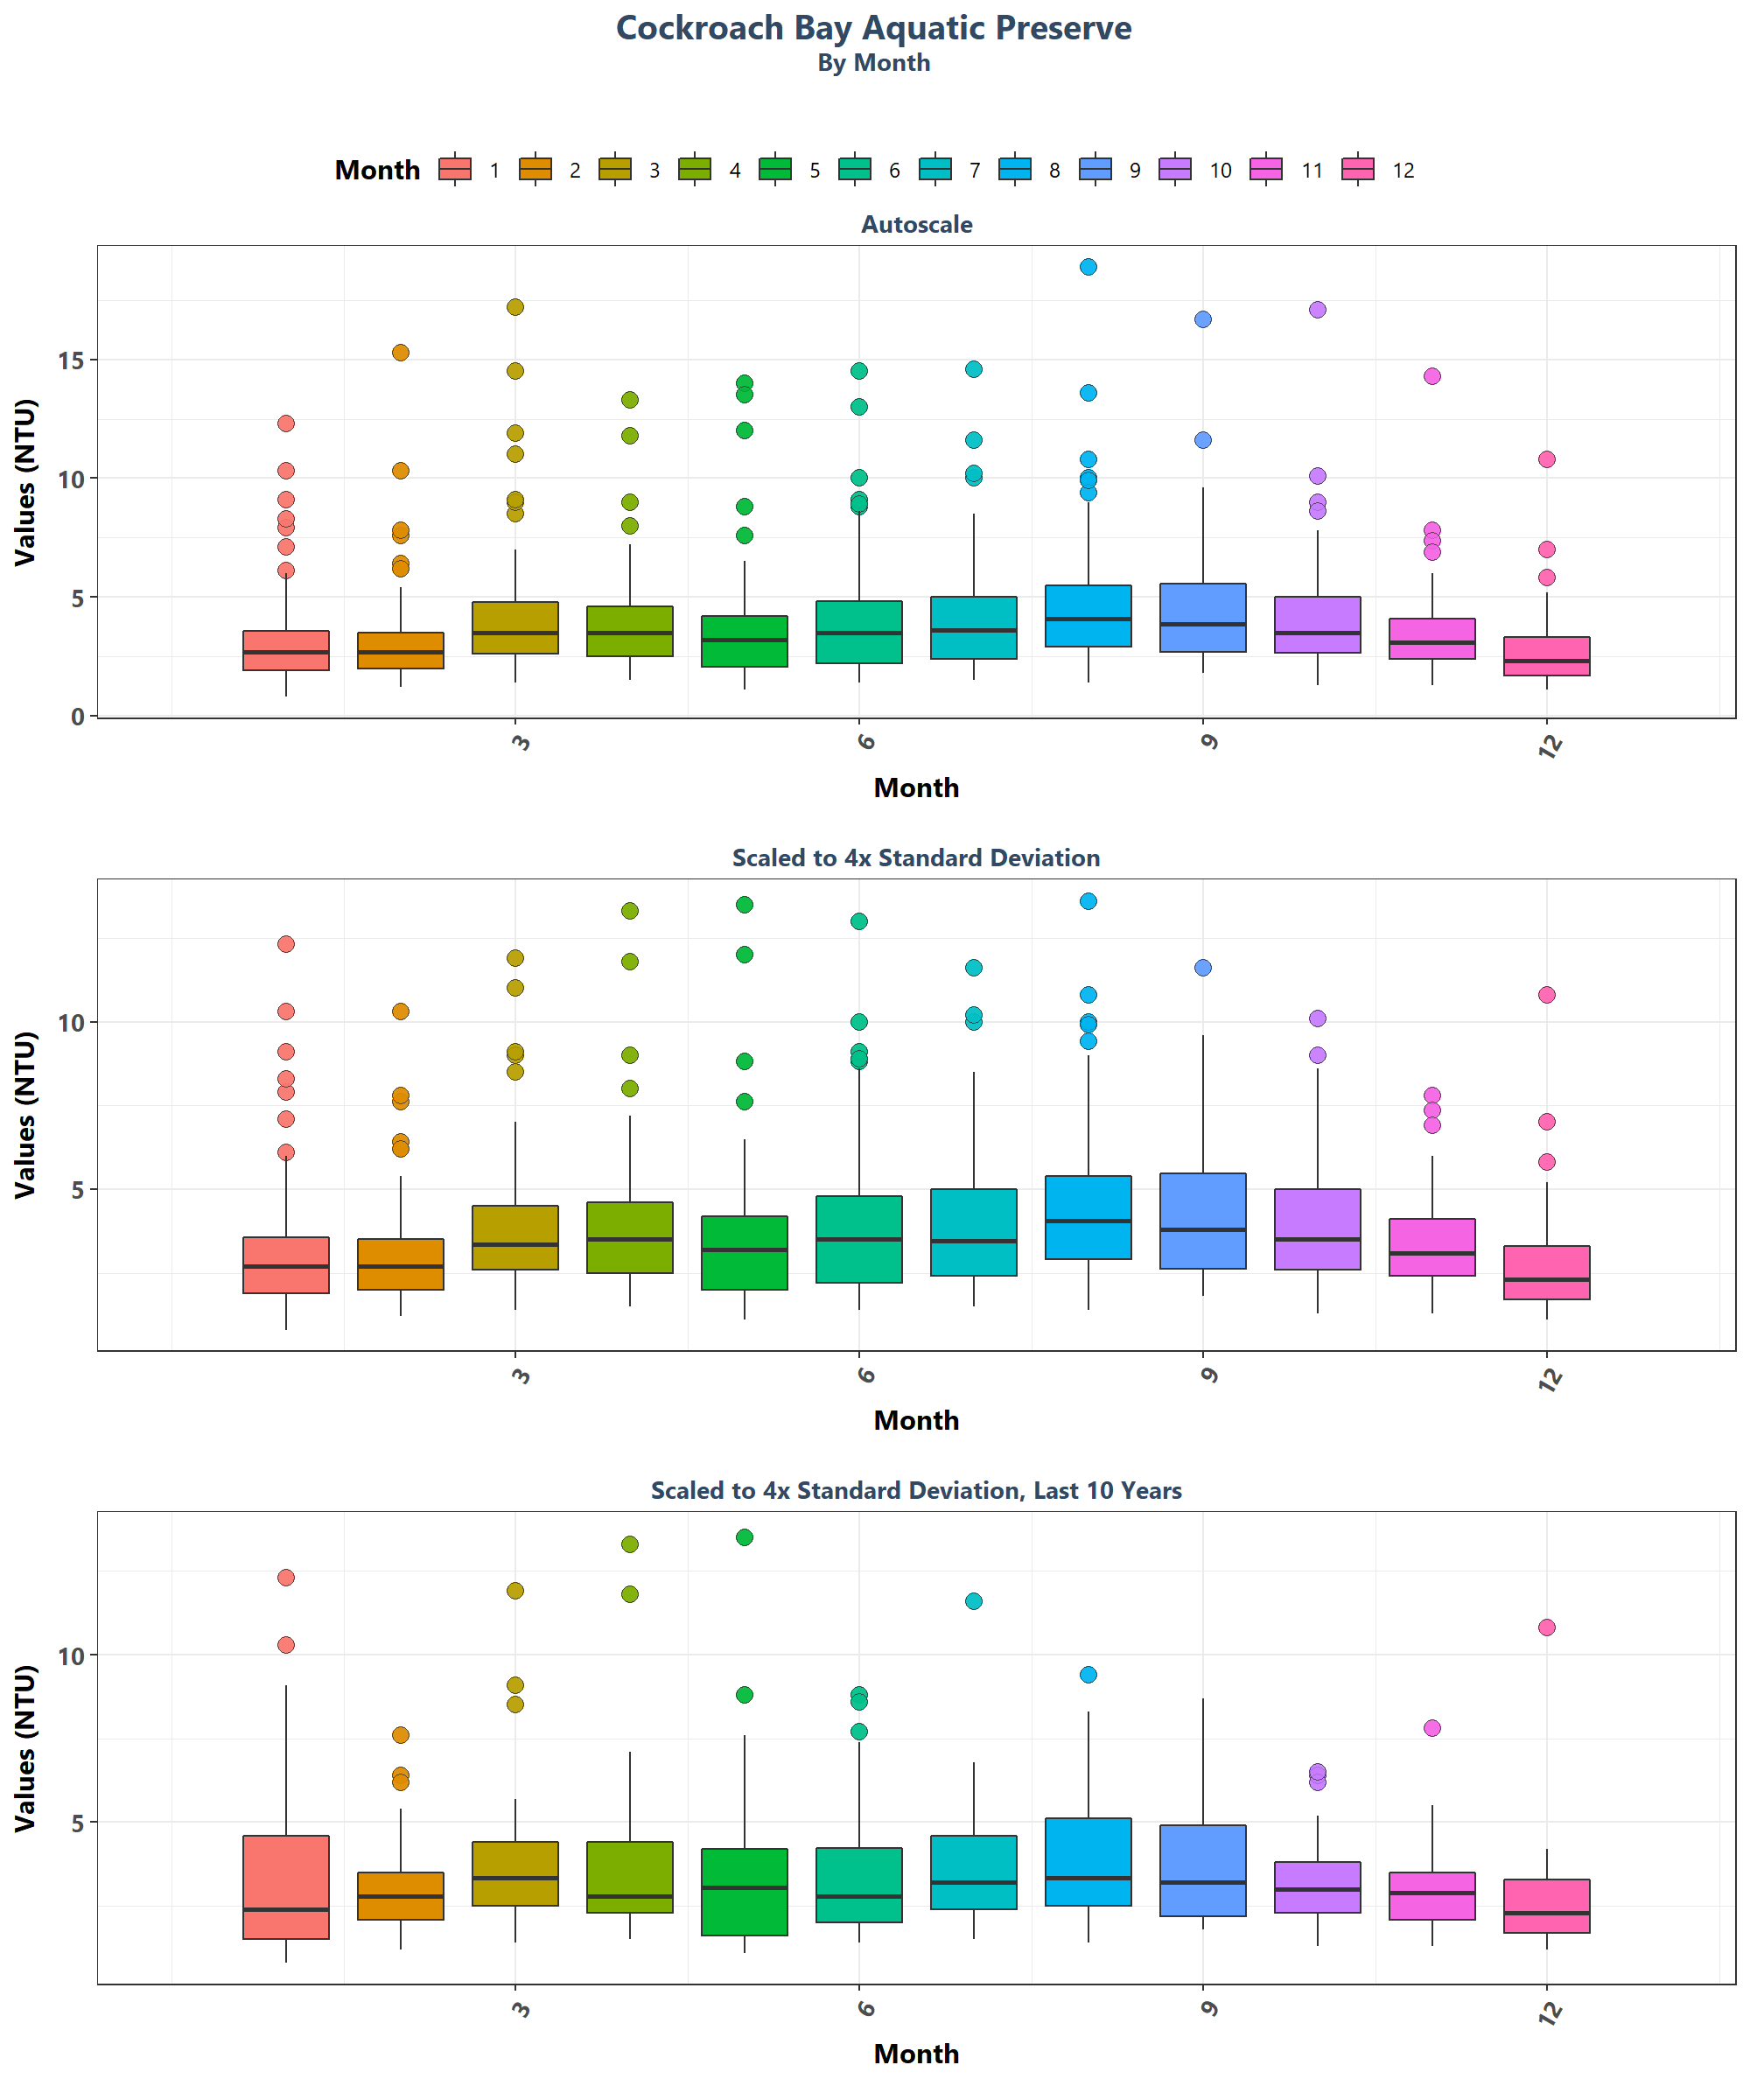 Cockroach Bay Aquatic Preserve
By Month
Month 1 2 3 4 5 6 7 8 9 10 11 12
Autoscale
Values (NTU)
15
10
5
0
3 6 9 12
Month
Scaled to 4x Standard Deviation
Values (NTU)
10
5
3 6 9 12
Month
Scaled to 4x Standard Deviation, Last 10 Years
Values (NTU)
10
5
3 6 9 12
Month